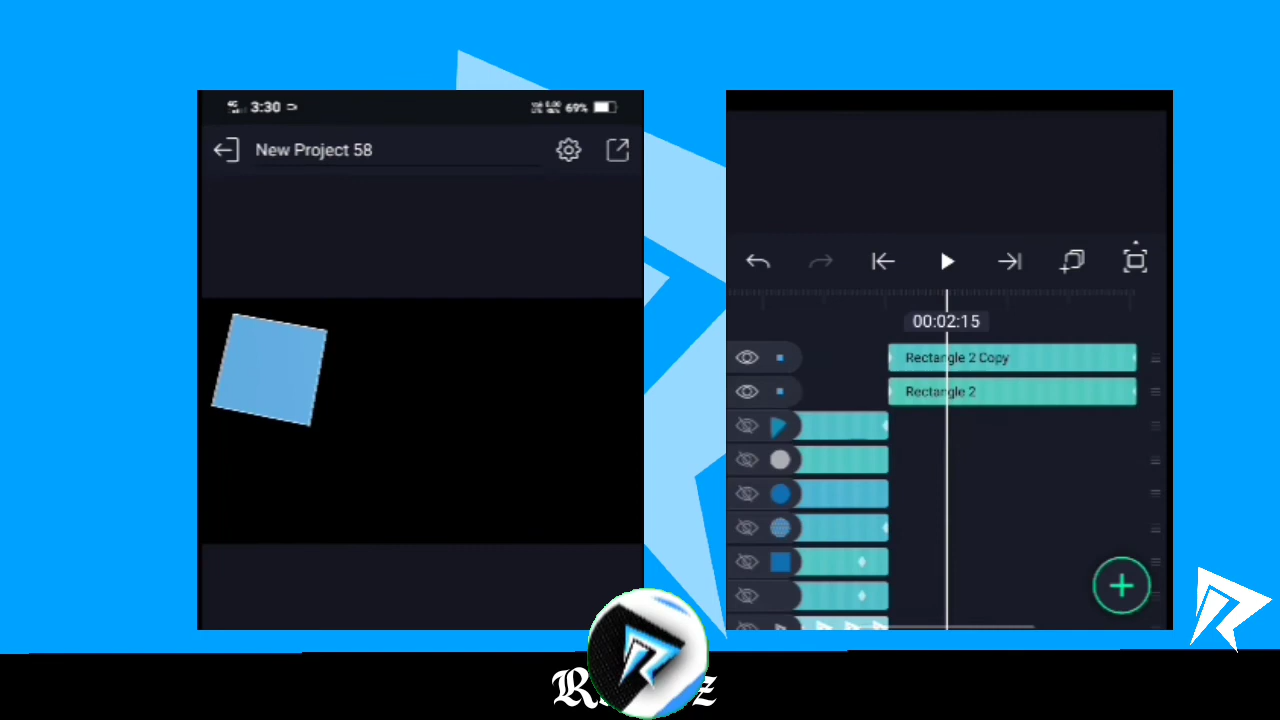 3:30
69%
New Project 58
00:02:15
Rectangle 2 Copy
Rectangle 2